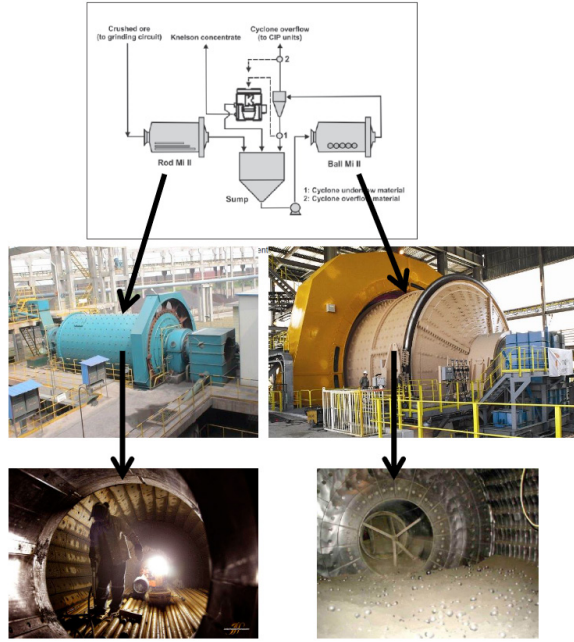 Crushed ore
(to grinding circuit)
Knelson concentrate
Cyclone overflow
(to CIP units)
2
K
1
Rod Mi ll
Ball Mi ll
Sump
1: Cyclone underflow material
2: Cyclone overflow material
ent